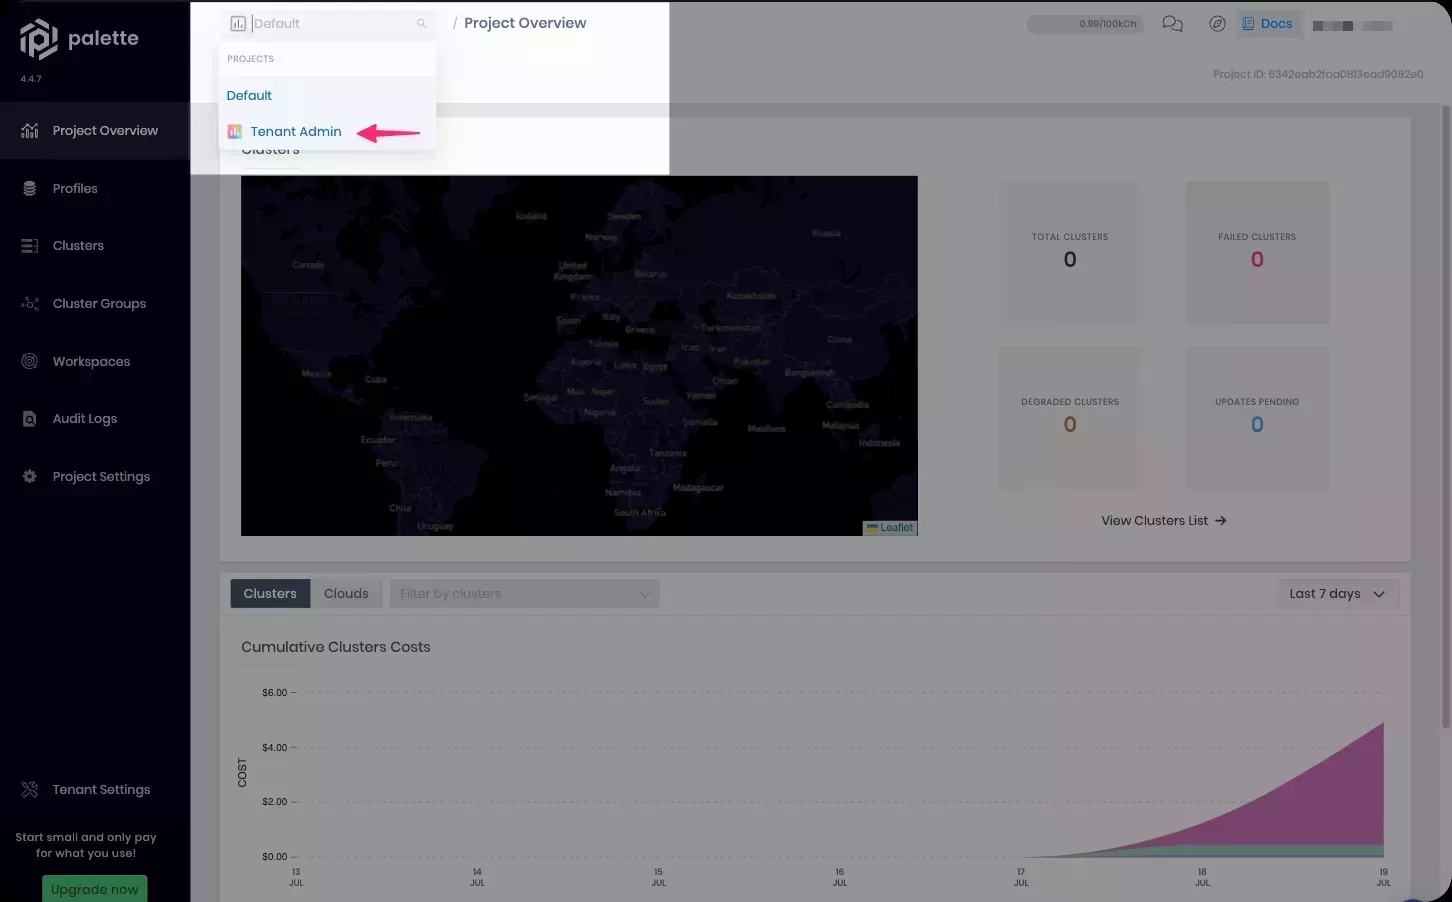 palette
4.4.7
Project Overview
Profiles
Clusters
Cluster Groups
Workspaces
Audit Logs
Project Settings
Tenant Settings
Start small and only pay
for what you use!
Upgrade now
Default
/ Project Overview
0.99/100kCh
Docs
Project ID: 6342eab2faa0813ead9082e0
PROJECTS
Default
Tenant Admin
Clusters
Iceland
Sweden
Russia
Norway
Canada
United
Kingdom
Belarus
France
Kazakhstan
Spain
Italy
Greece
Turkmenistan
Tunisia
Iraq
Iran
China
Algeria
Libya
Egypt
Pakistan
Mexico
Cuba
Oman
Bangladesh
Senegal
Mali
Niger
Sudan
Yemen
Cambodia
Venezuela
Nigeria
Somalia
Maldives
Malaysia
Ecuador
Indonesia
Peru
Tanzania
Angola
Namibia
Madagascar
Chile
South Africa
Uruguay
Leaflet
TOTAL CLUSTERS
0
FAILED CLUSTERS
0
DEGRADED CLUSTERS
0
UPDATES PENDING
0
View Clusters List
Clusters
Clouds
Filter by clusters
Last 7 days
Cumulative Clusters Costs
COST
$6.00
$4.00
$2.00
$0.00
13
JUL
14
JUL
15
JUL
16
JUL
17
JUL
18
JUL
19
JUL